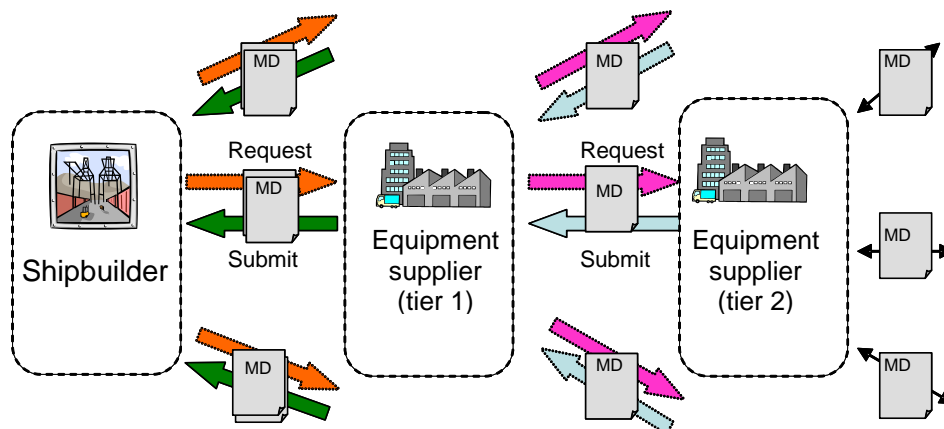 MD
MD
MD
Request
Request
MD
MD
MD
Shipbuilder
Submit
Equipment
supplier
(tier 1)
Submit
Equipment
supplier
(tier 2)
MD
MD
MD